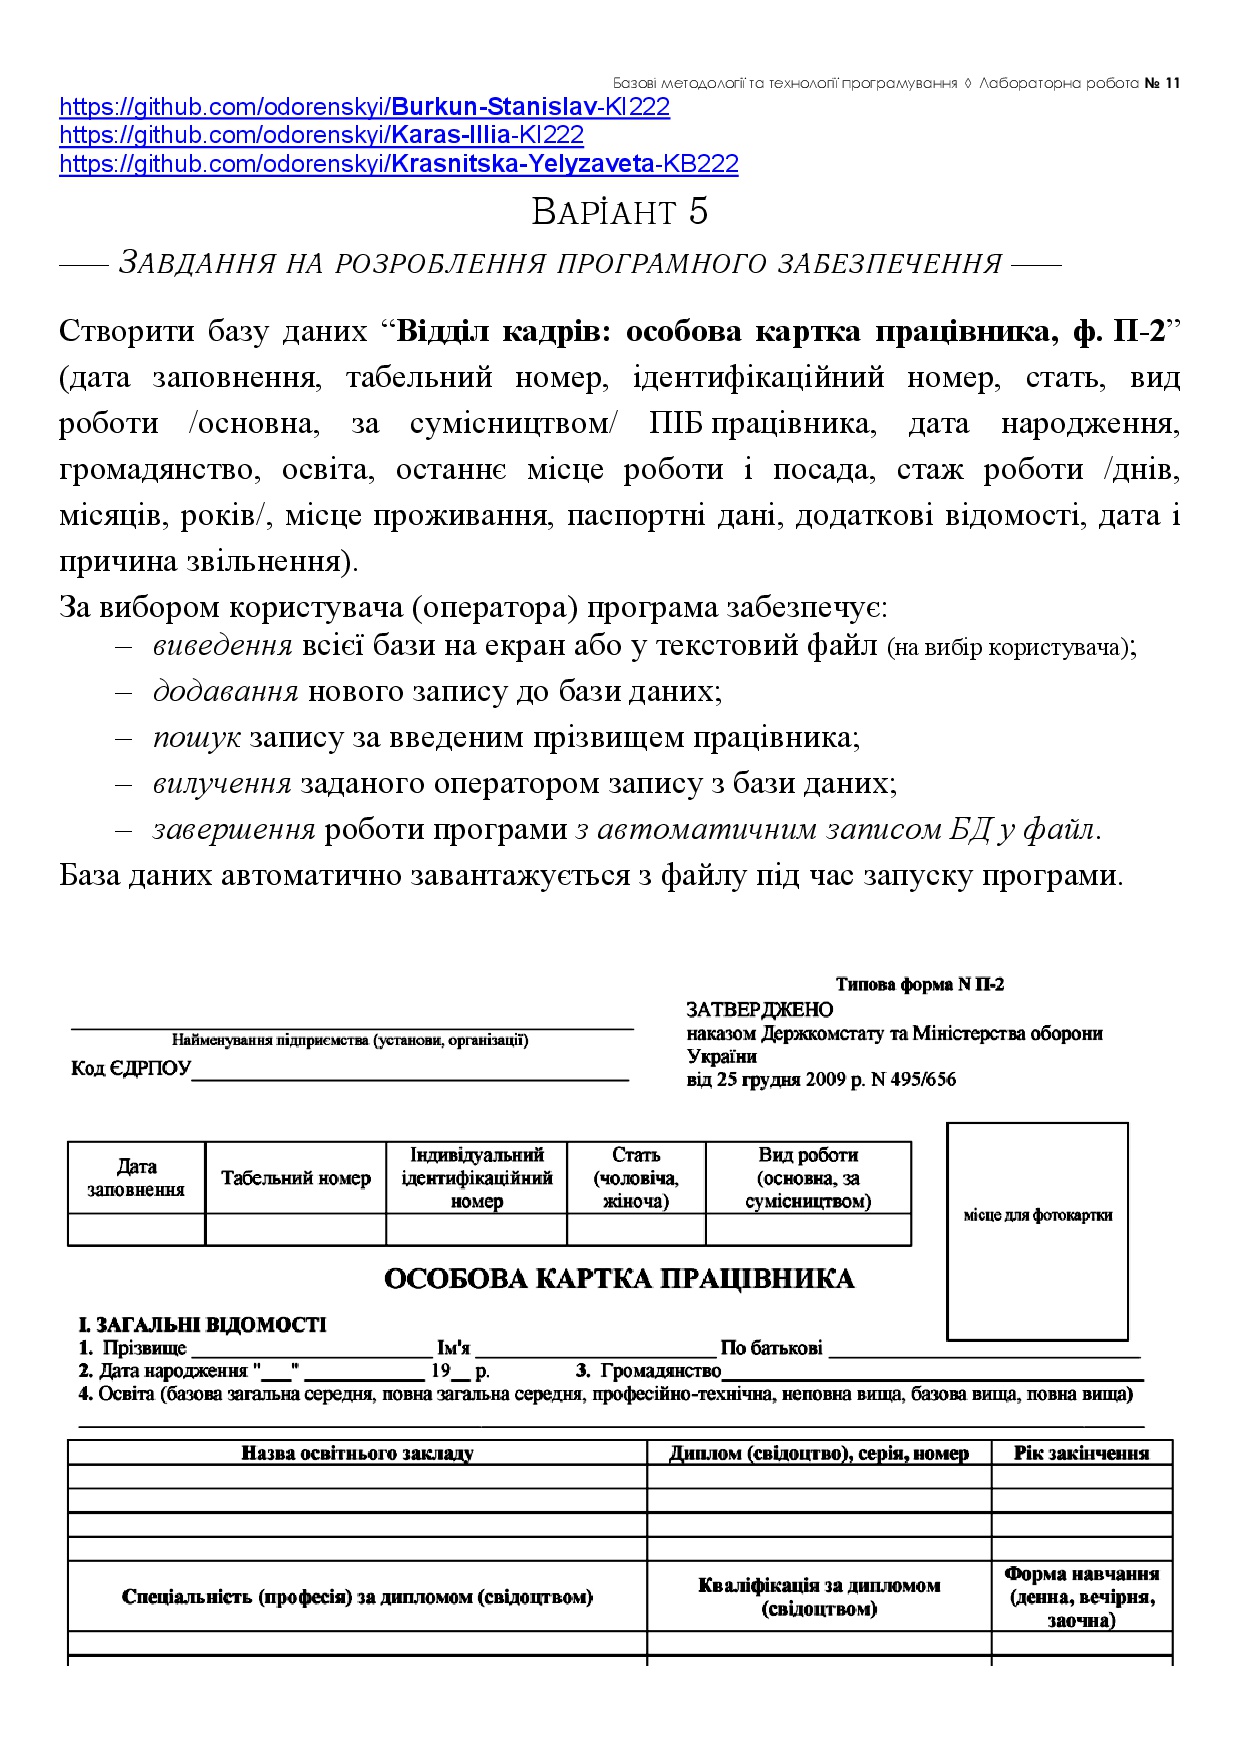 Базові методології та технології програмування ◊ Лабораторна робота № 11
https://github.com/odorenskyi/Burkun-Stanislav-KI222
https://github.com/odorenskyi/Karas-Illia-KI222
https://github.com/odorenskyi/Krasnitska-Yelyzaveta-KB222
ВАРІАНТ 5
—– ЗАВДАННЯ НА РОЗРОБЛЕННЯ ПРОГРАМНОГО ЗАБЕЗПЕЧЕННЯ —–
Створити базу даних “Відділ кадрів: особова картка працівника, ф. П-2”
(дата заповнення, табельний номер, ідентифікаційний номер, стать, вид
роботи /основна, за сумісництвом/ ПІБ працівника, дата народження,
громадянство, освіта, останнє місце роботи і посада, стаж роботи /днів,
місяців, років/, місце проживання, паспортні дані, додаткові відомості, дата і
причина звільнення).
За вибором користувача (оператора) програма забезпечує:
– виведення всієї бази на екран або у текстовий файл (на вибір користувача);
– додавання нового запису до бази даних;
– пошук запису за введеним прізвищем працівника;
– вилучення заданого оператором запису з бази даних;
– завершення роботи програми з автоматичним записом БД у файл.
База даних автоматично завантажується з файлу під час запуску програми.
Типова форма N П-2
ЗАТВЕРДЖЕНО
Найменування підприємства (установи, організації)
наказом Держкомстату та Міністерства оборони
України
Код ЄДРПОУ
від 25 грудня 2009 р. N 495/656
Дата
заповнення
Табельний номер
Індивідуальний
ідентифікаційний
номер
Стать
(чоловіча,
жіноча)
Вид роботи
(основна, за
сумісництвом)
місце для фотокартки
ОСОБОВА КАРТКА ПРАЦІВНИКА
І. ЗАГАЛЬНІ ВІДОМОСТІ
1. Прізвище ________ Ім'я ________ По батькові ________
2. Дата народження "___" ________ 19__ р. 3. Громадянство________
4. Освіта (базова загальна середня, повна загальна середня, професійно-технічна, неповна вища, базова вища, повна вища)
Назва освітнього закладу
Диплом (свідоцтво), серія, номер
Рік закінчення
Спеціальність (професія) за дипломом (свідоцтвом)
Кваліфікація за дипломом
(свідоцтвом)
Форма навчання
(денна, вечірня,
заочна)